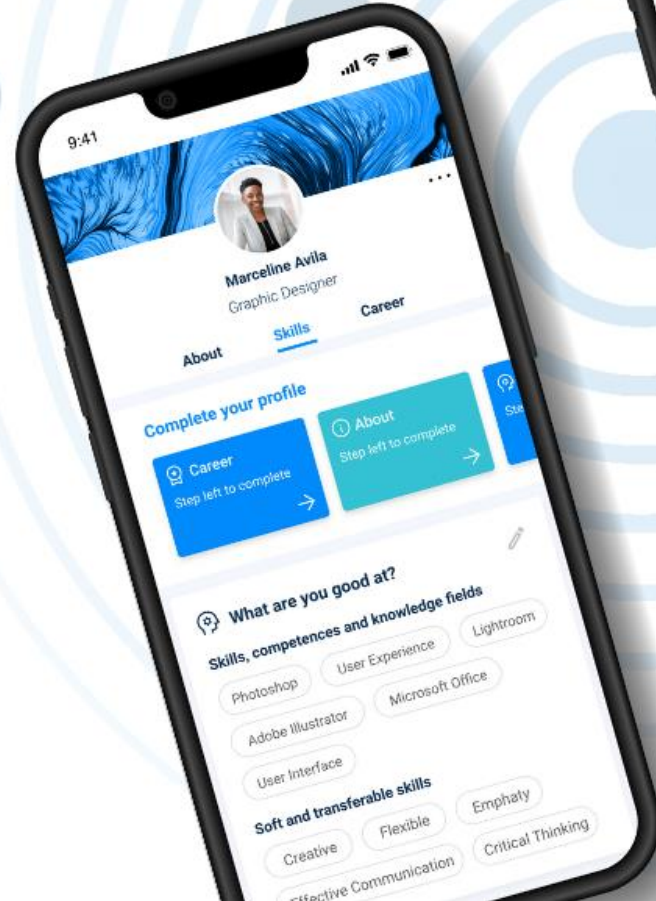 9:41
Marceline Avila
Graphic Designer
About Skills Career
Complete your profile
Career
Step left to complete
About
Step left to complete
What are you good at?
Skills, competences and knowledge fields
Photoshop User Experience Lightroom
Adobe Illustrator Microsoft Office
User Interface
Soft and transferable skills
Creative Flexible Emphaty
Effective Communication Critical Thinking